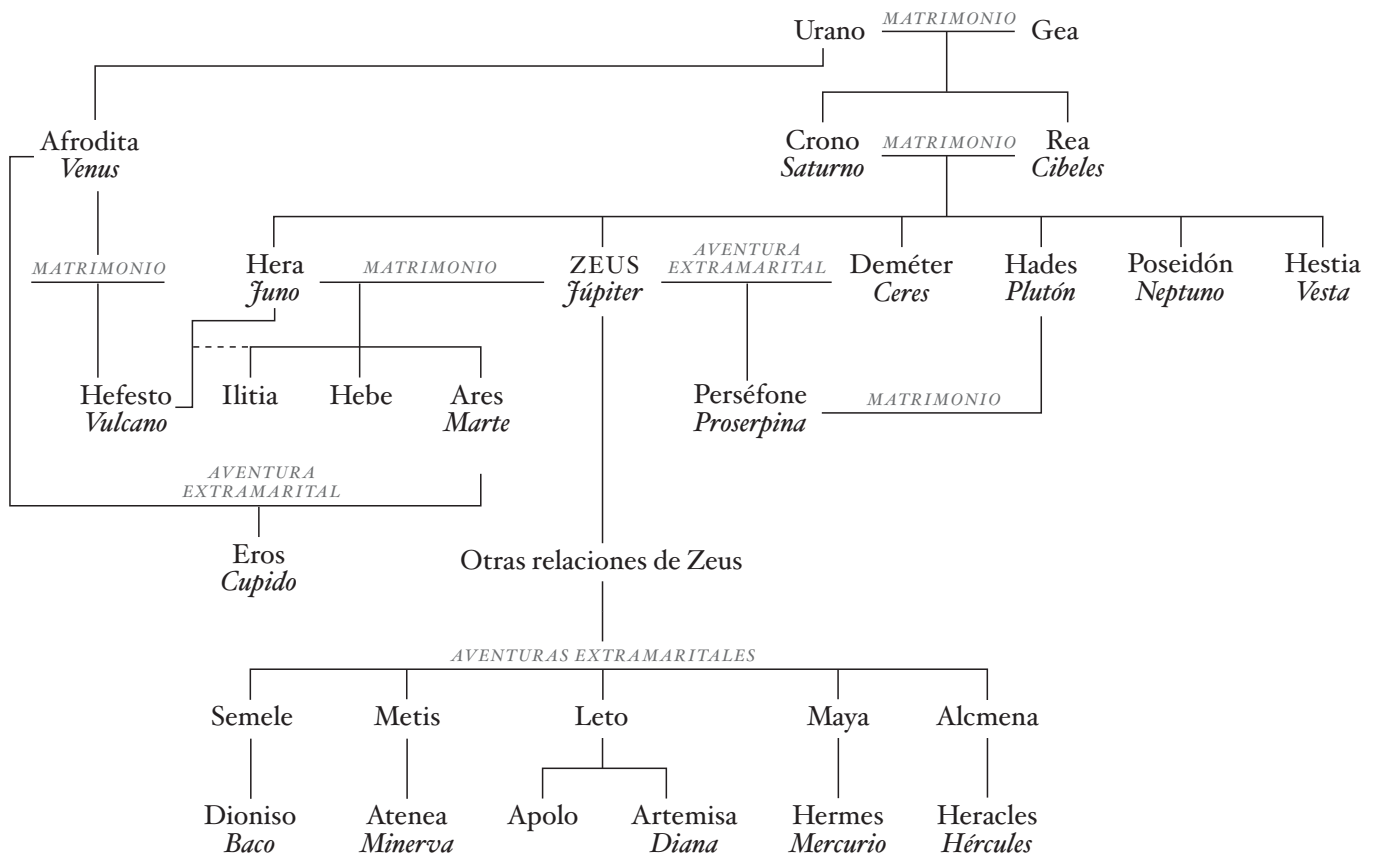 Urano MATRIMONIO Gea
Afrodita
Venus
Crono MATRIMONIO Rea
Saturno Cibeles
MATRIMONIO
Hera MATRIMONIO ZEUS
Juno Júpiter
AVENTURA
EXTRAMARITAL
Deméter
Ceres
Hades
Plutón
Poseidón
Neptuno
Hestia
Vesta
Hefesto
Vulcano
Ilitia
Hebe
Ares
Marte
Perséfone
Proserpina
MATRIMONIO
AVENTURA
EXTRAMARITAL
Eros
Cupido
Otras relaciones de Zeus
AVENTURAS EXTRAMARITALES
Semele Metis Leto Maya Alcmena
Dioniso Atenea Apolo Artemisa Hermes Heracles
Baco Minerva Diana Mercurio Hércules